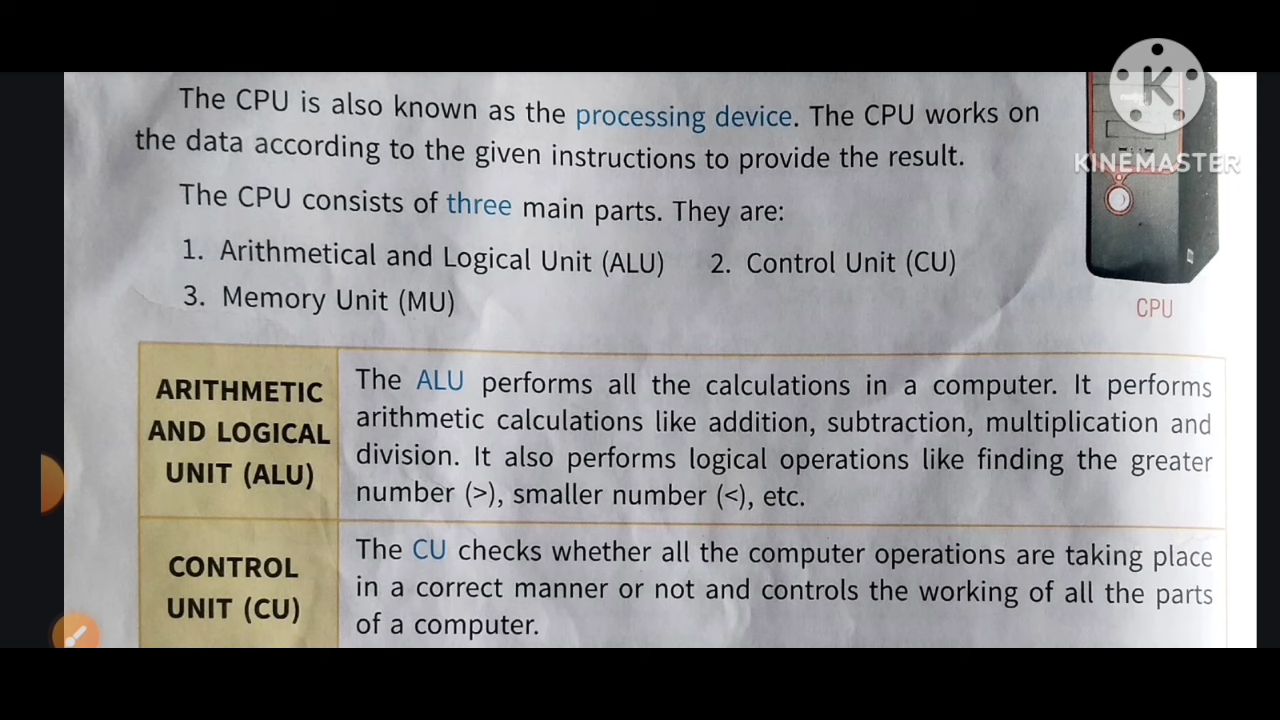 The CPU is also known as the processing device. The CPU works on
the data according to the given instructions to provide the result.
The CPU consists of three main parts. They are:
1. Arithmetical and Logical Unit (ALU) 2. Control Unit (CU)
3. Memory Unit (MU)
K
KINEMASTER
CPU
ARITHMETIC
AND LOGICAL
UNIT (ALU)
The ALU performs all the calculations in a computer. It performs
arithmetic calculations like addition, subtraction, multiplication and
division. It also performs logical operations like finding the greater
number (>), smaller number (<), etc.
CONTROL
UNIT (CU)
The CU checks whether all the computer operations are taking place
in a correct manner or not and controls the working of all the parts
of a computer.